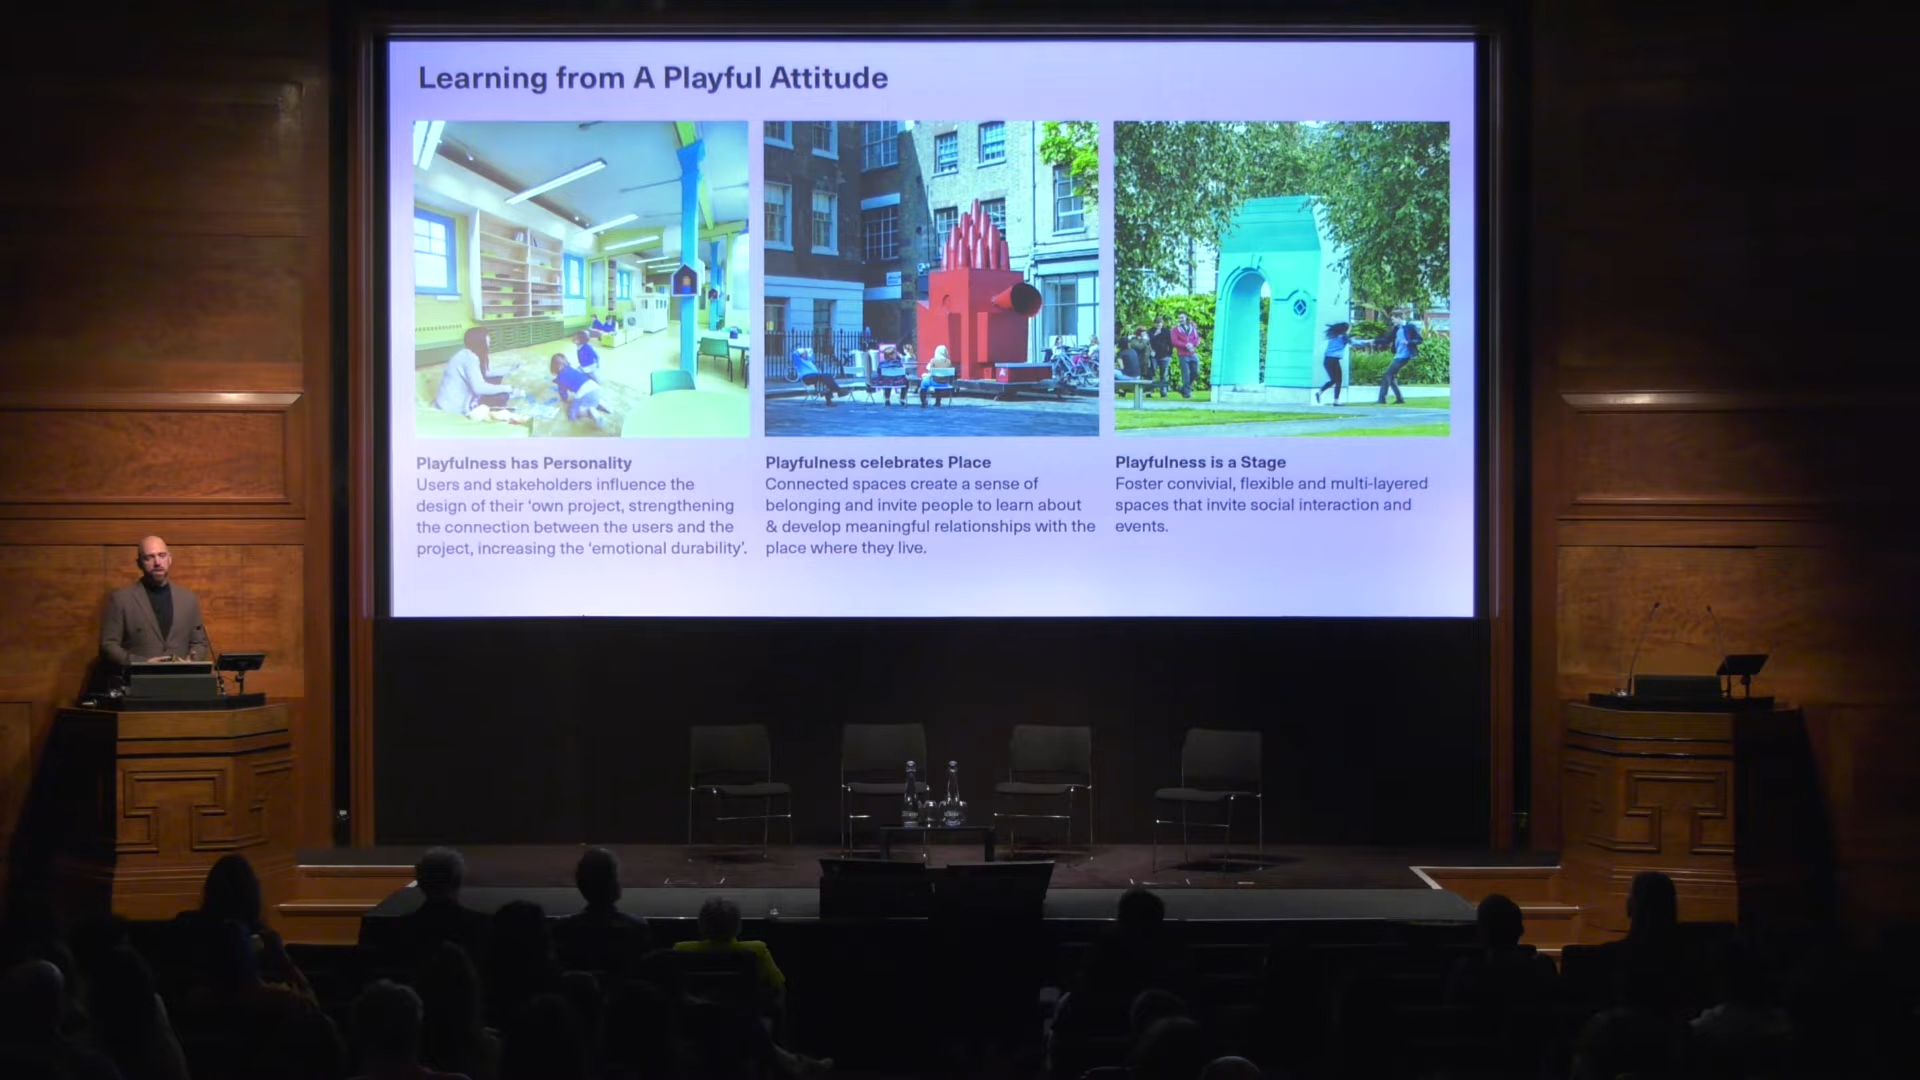 Learning from A Playful Attitude
Playfulness has Personality
Users and stakeholders influence the
design of their ‘own project, strengthening
the connection between the users and the
project, increasing the ‘emotional durability’.
Playfulness celebrates Place
Connected spaces create a sense of
belonging and invite people to learn about
& develop meaningful relationships with the
place where they live.
Playfulness is a Stage
Foster convivial, flexible and multi-layered
spaces that invite social interaction and
events.